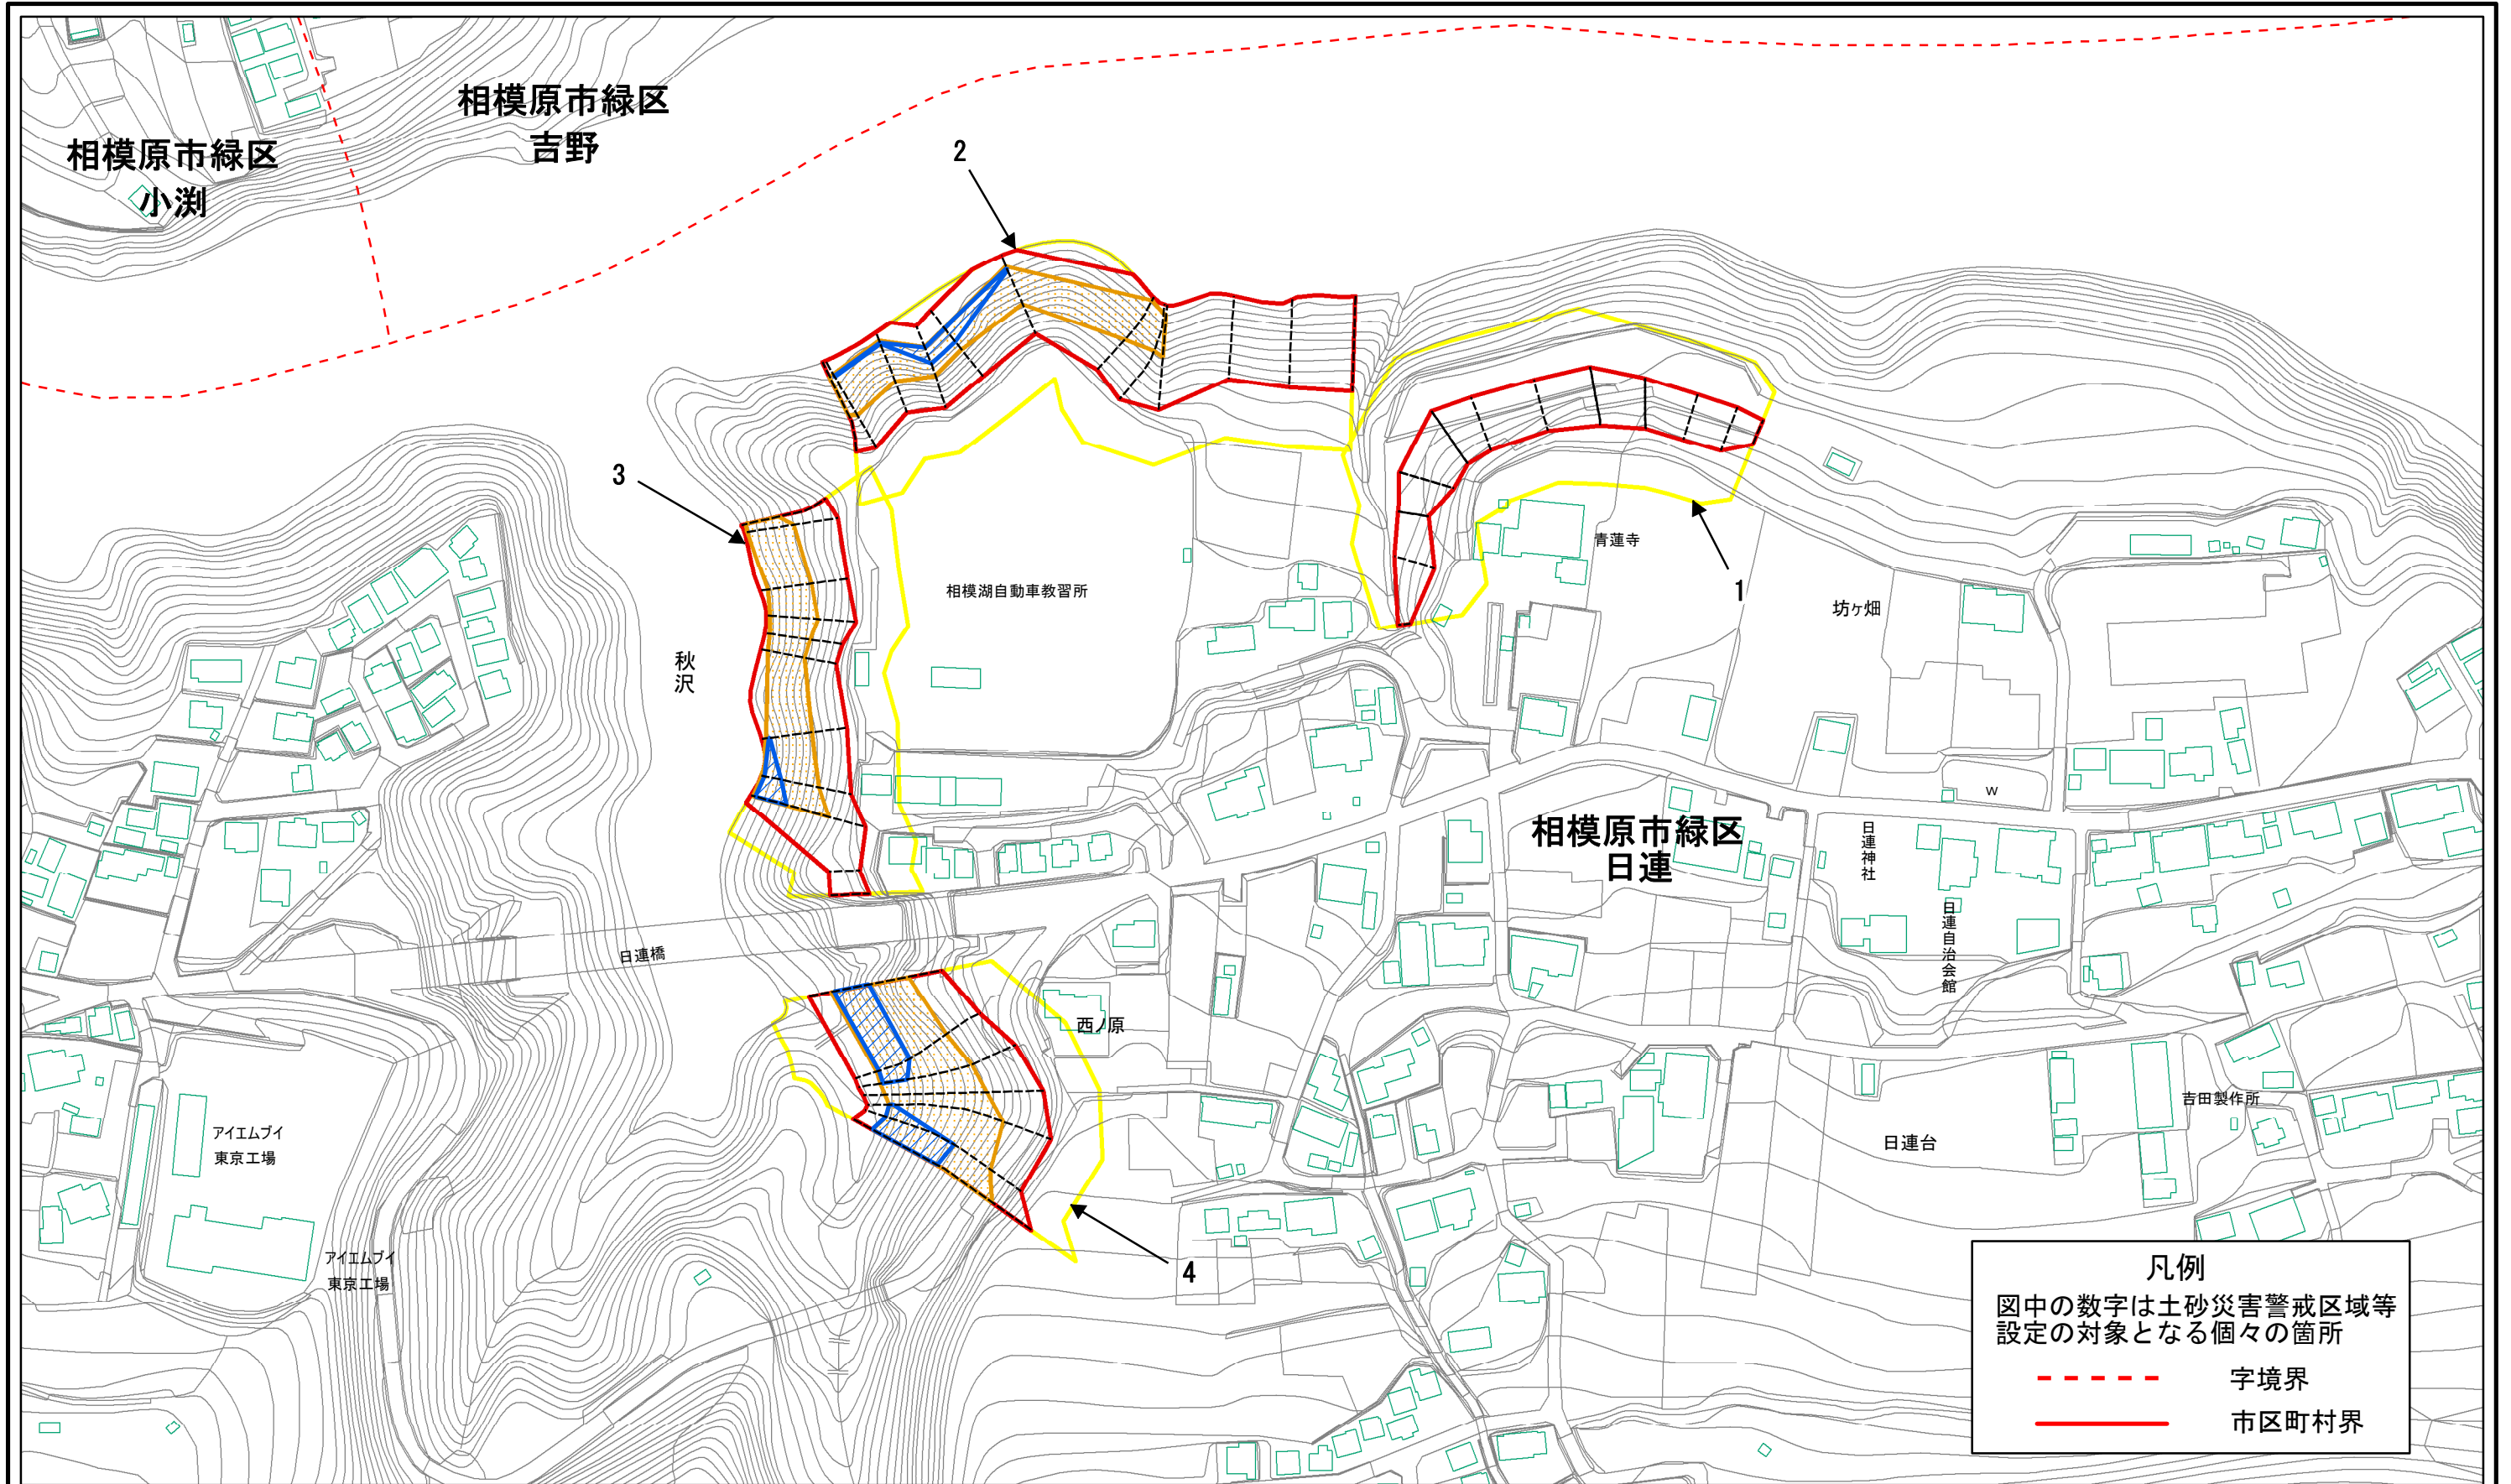 相模原市緑区
吉野
相模原市緑区
小渕
2
3
青蓮寺
相模湖自動車教習所
1
坊ヶ畑
秋沢
W
相模原市緑区
日連
日連神社
日連自治会館
日連橋
西ノ原
吉田製作所
アイエムブイ
東京工場
日連台
アイエムブイ
東京工場
4
凡例
図中の数字は土砂災害警戒区域等
設定の対象となる個々の箇所
字境界
市区町村界